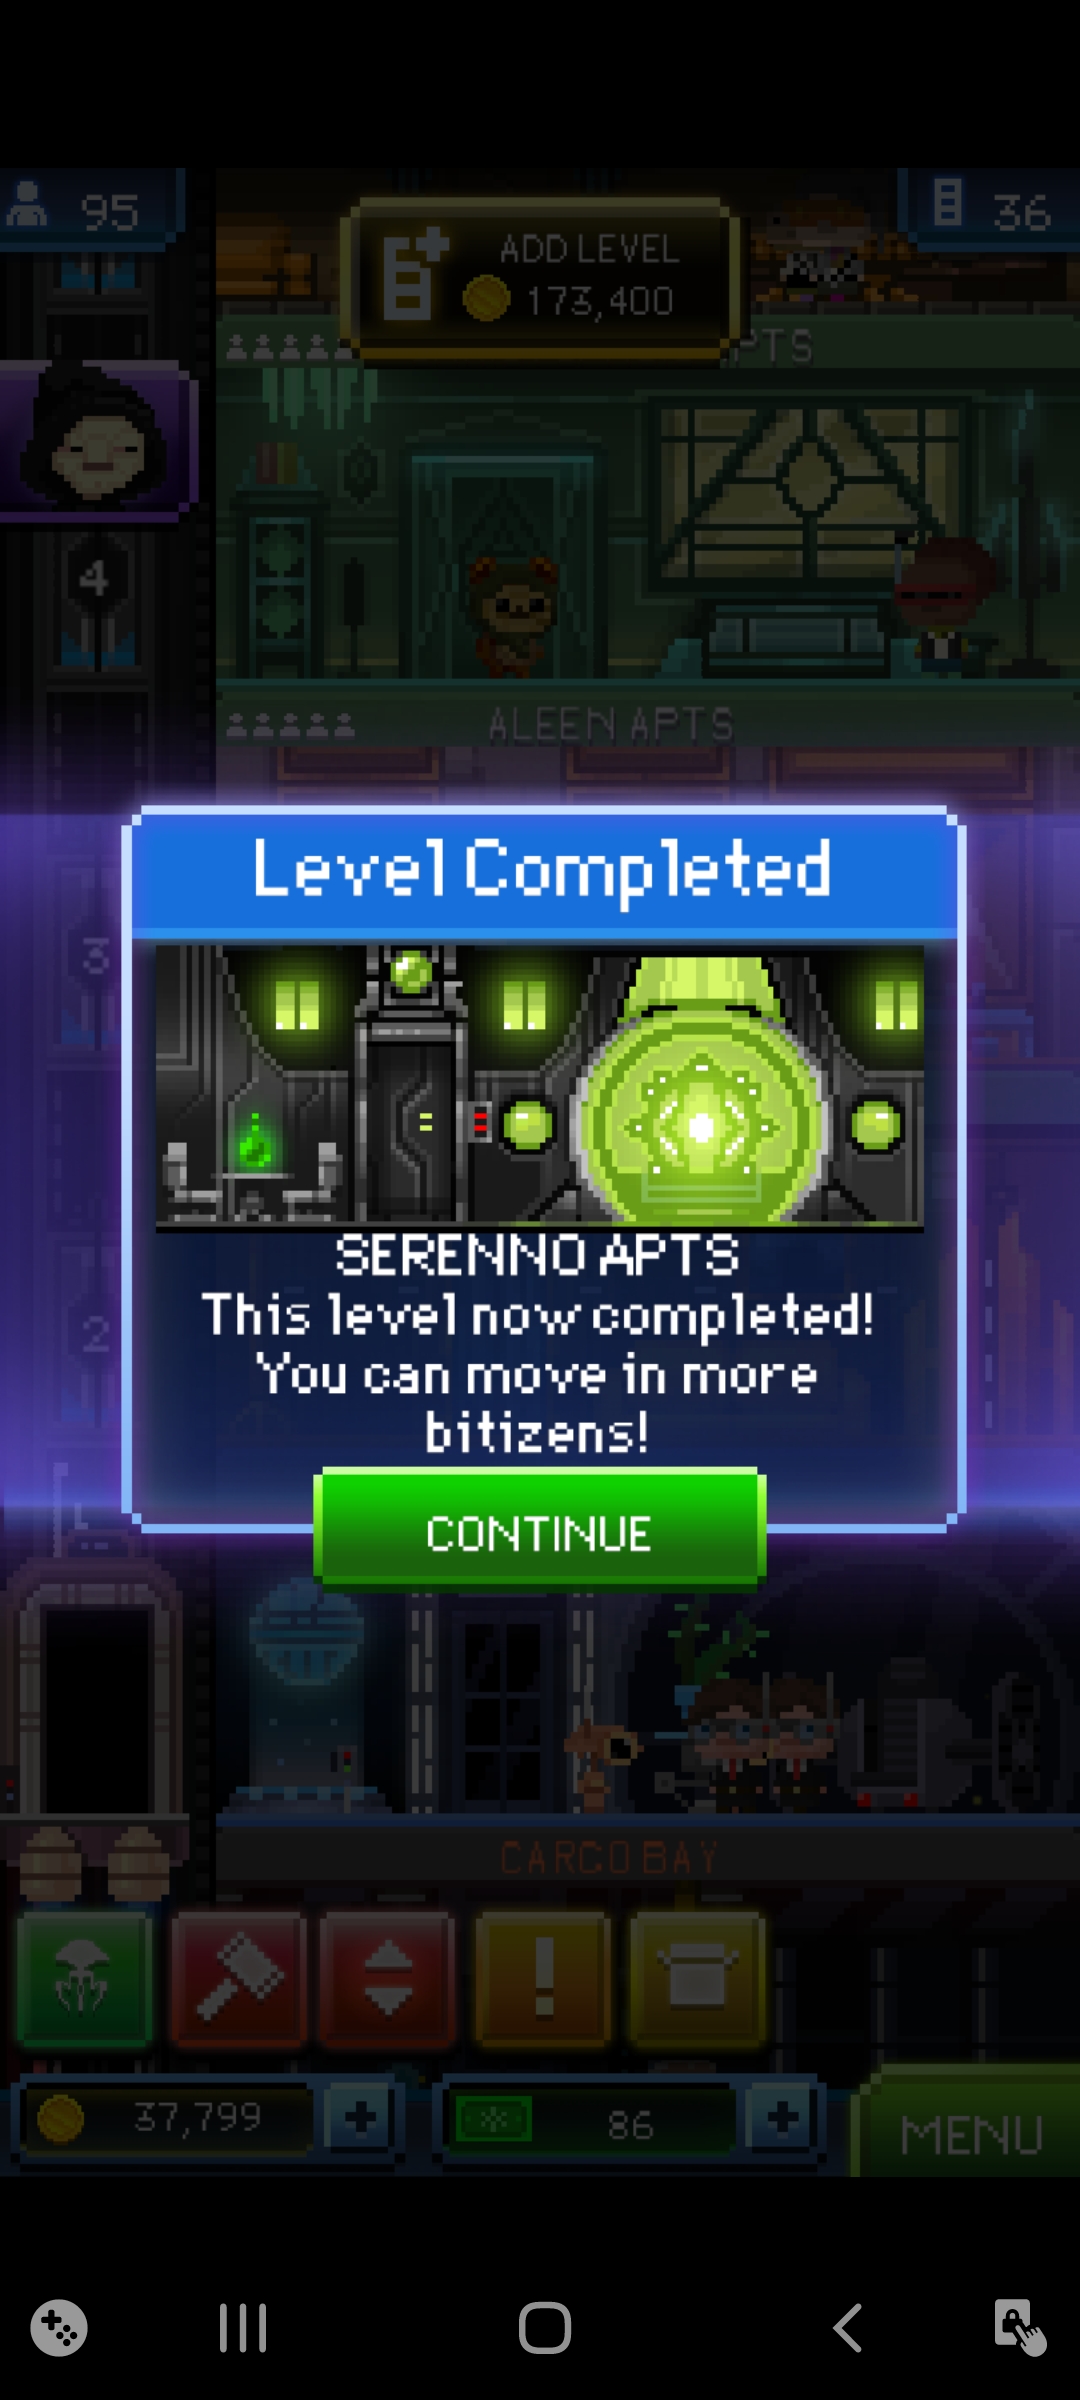 95
ADD LEVEL
173,400
36
PTS
4
ALEEN APTS
Level Completed
3
SERENNO APTS
This level now completed!
You can move in more
bitizens!
2
CONTINUE
CARGO BAY
37,799
86
MENU